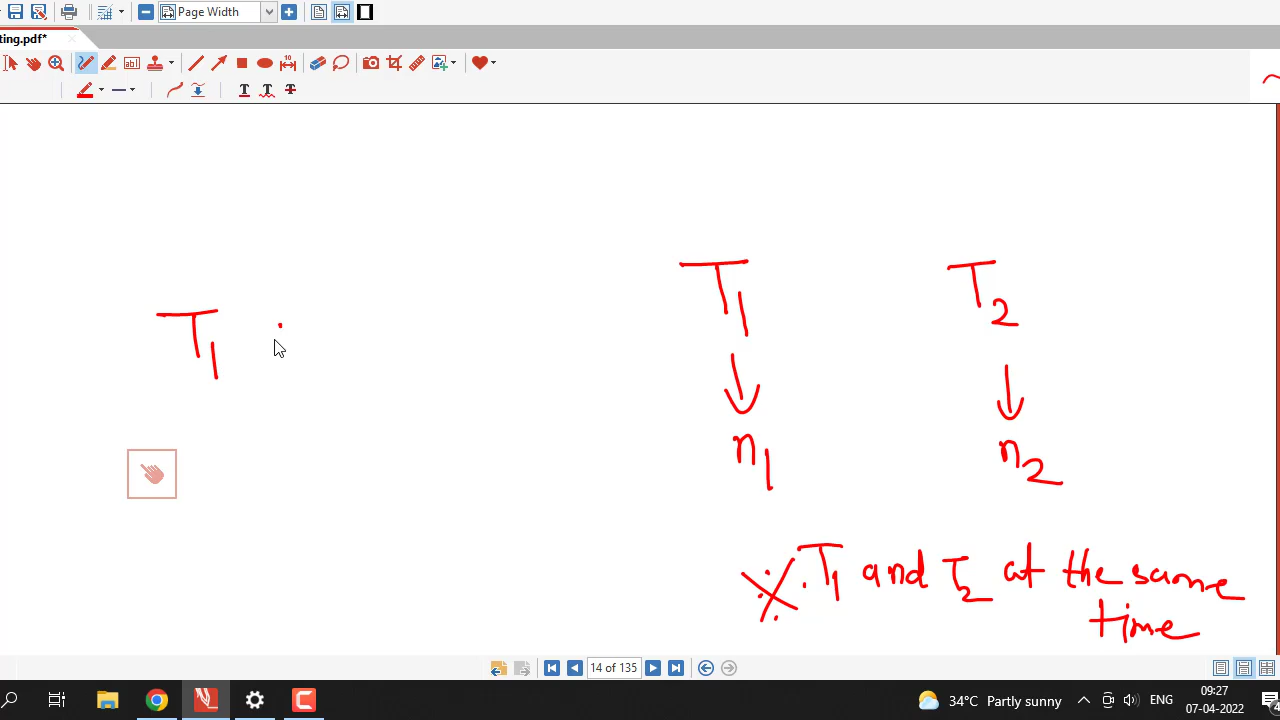 Page Width
ting.pdf*
T1 :
T1 T2
n1 n2
※ T1 and T2 at the same
time
14 of 135
34°C Partly sunny
ENG
09:27
07-04-2022